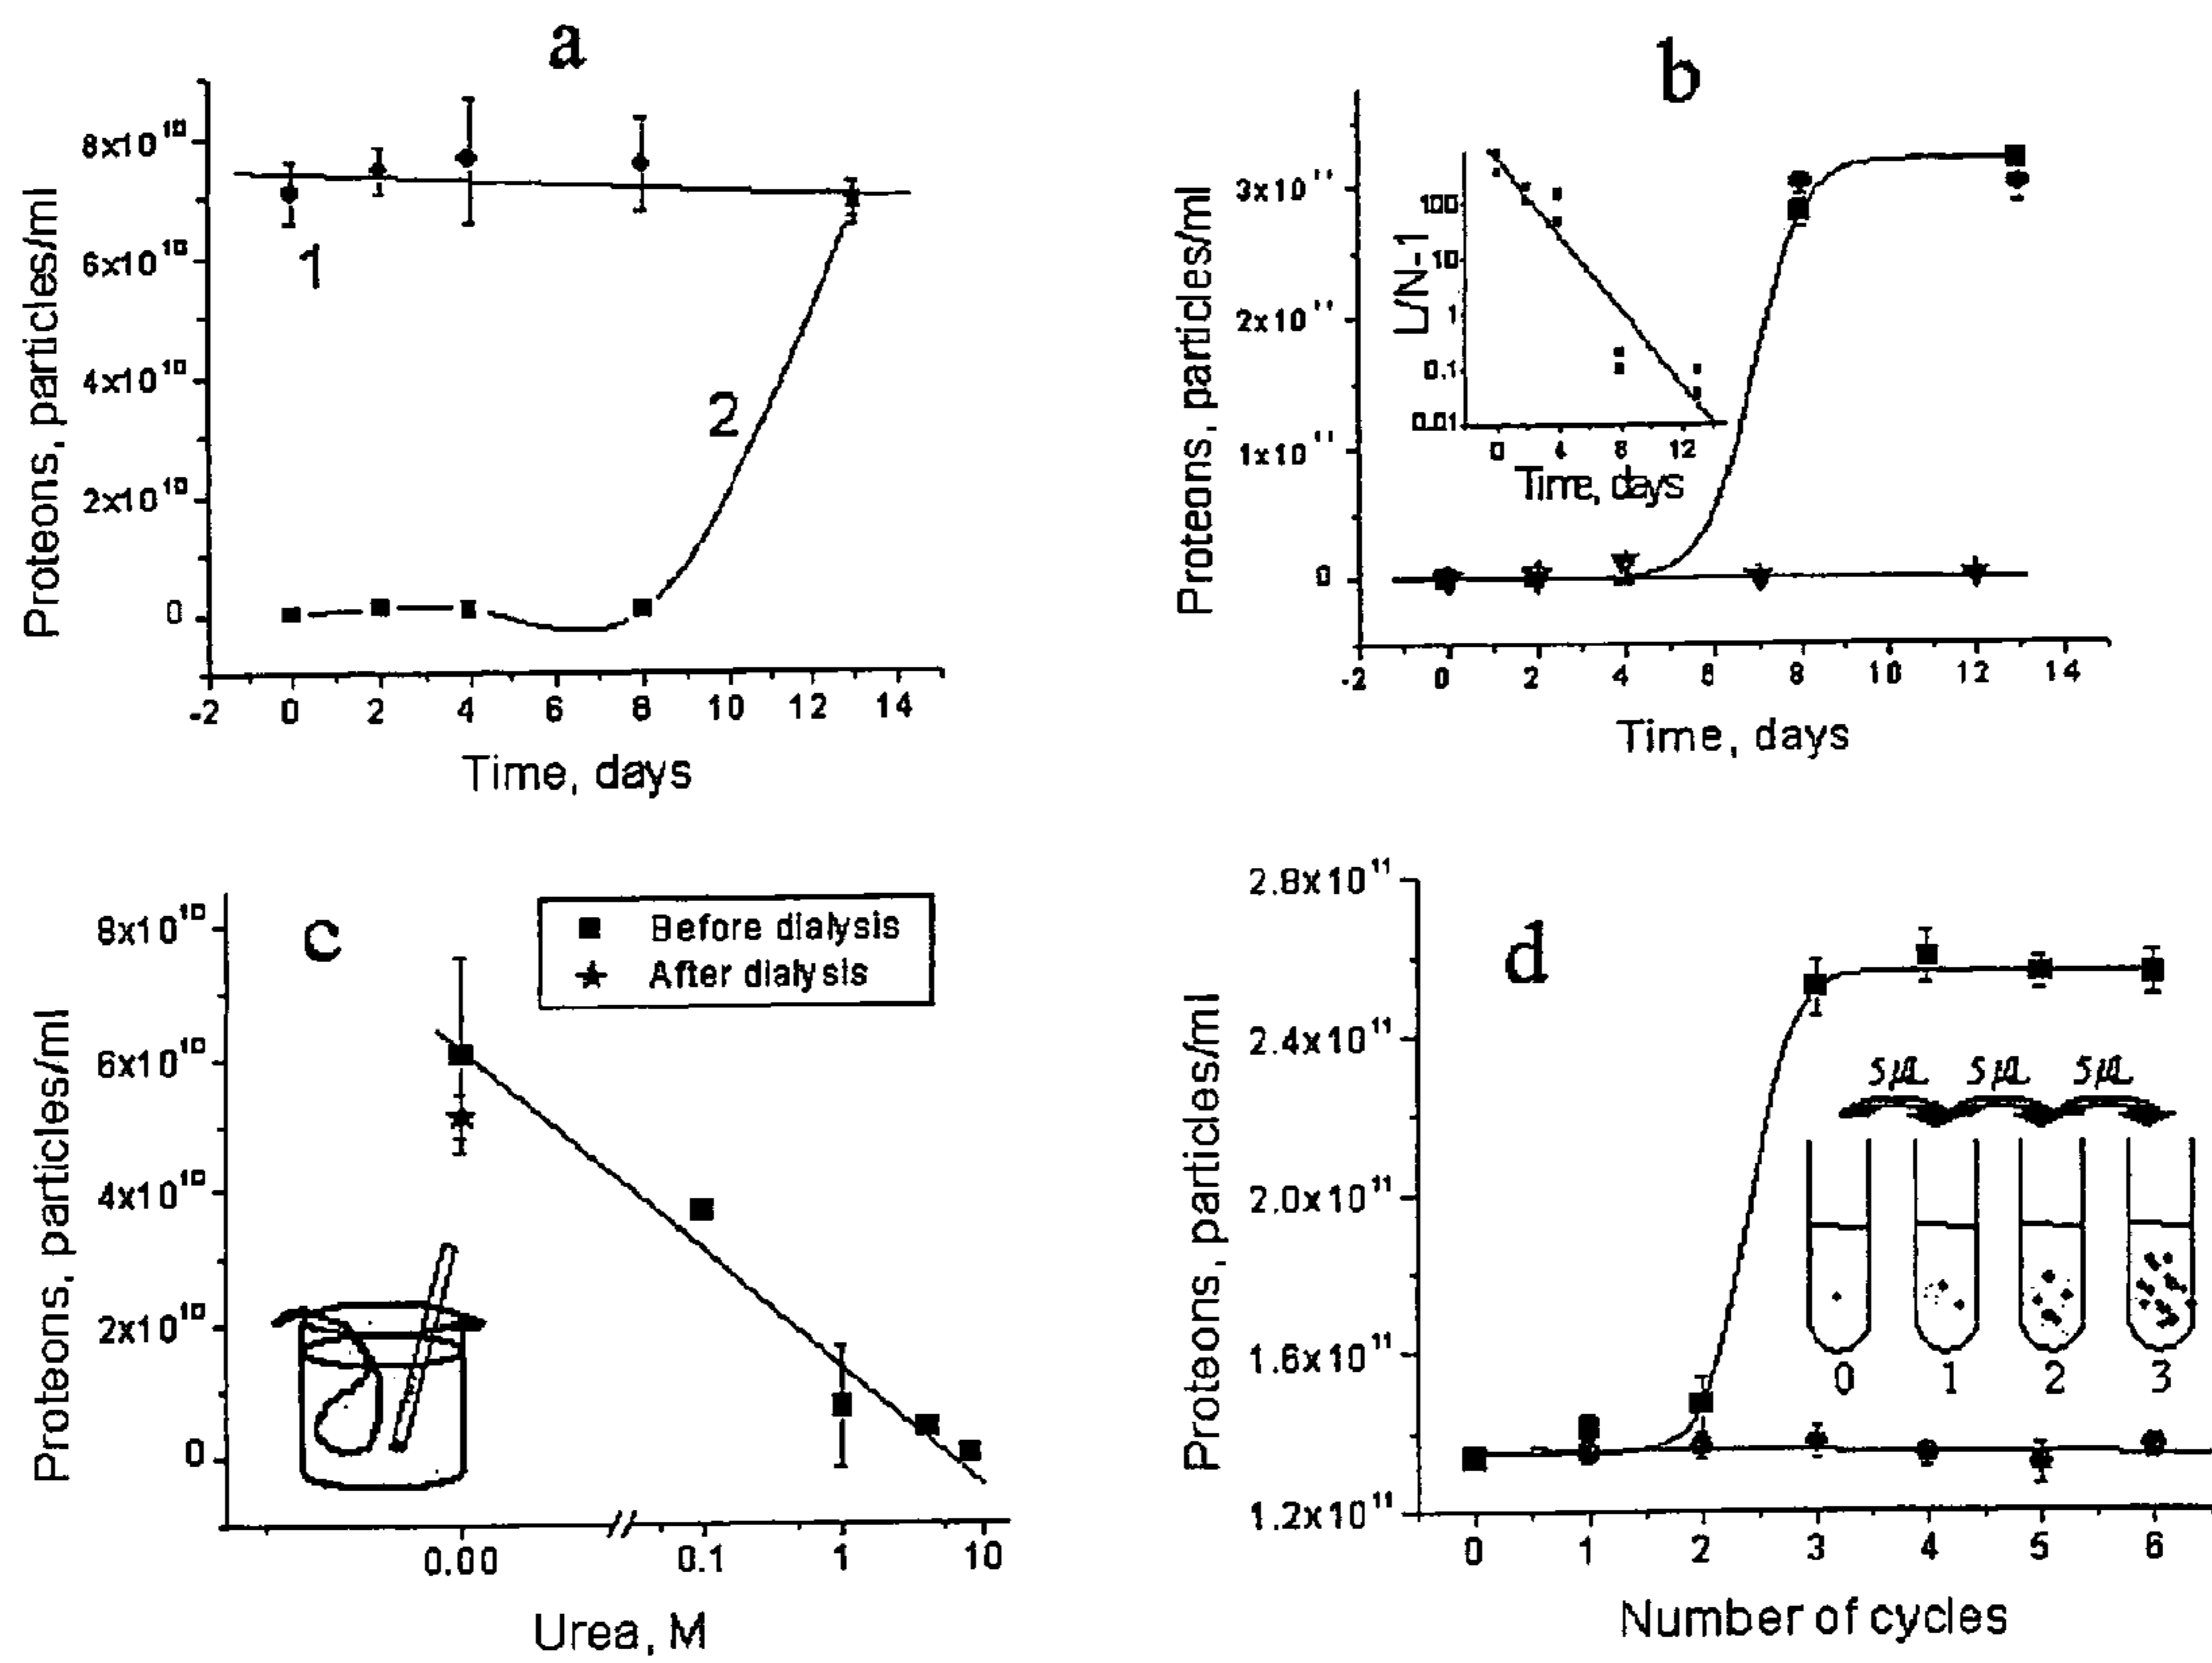 a
8x10¹⁰
6x10¹⁰
4x10¹⁰
2x10¹⁰
0
Proteons, particles/ml
1
2
-2 0 2 4 6 8 10 12 14
Time, days
b
3x10¹¹
2x10¹¹
1x10¹¹
0
Proteons, particles/ml
100
10
1
0.1
0.01
L/N-1
0 4 8 12
Time, days
-2 0 2 4 6 8 10 12 14
Time, days
c
Before dialysis
After dialysis
8x10¹⁰
6x10¹⁰
4x10¹⁰
2x10¹⁰
0
Proteons, particles/ml
0.00 0.1 1 10
Urea, M
d
2.8x10¹¹
2.4x10¹¹
2.0x10¹¹
1.6x10¹¹
1.2x10¹¹
Proteons, particles/ml
5µL 5µL 5µL
0 1 2 3
0 1 2 3 4 5 6
Number of cycles